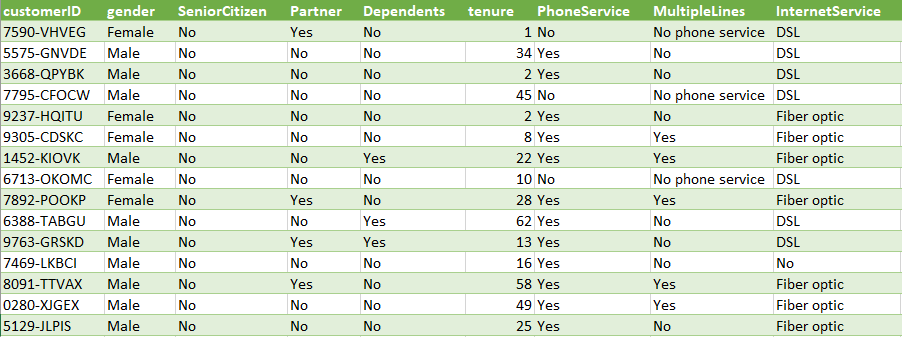 customerID gender SeniorCitizen Partner Dependents tenure PhoneService MultipleLines InternetService
7590-VHVEG Female No Yes No 1 No No phone service DSL
5575-GNVDE Male No No No 34 Yes No DSL
3668-QPYBK Male No No No 2 Yes No DSL
7795-CFOCW Male No No No 45 No No phone service DSL
9237-HQITU Female No No No 2 Yes No Fiber optic
9305-CDSKC Female No No No 8 Yes Yes Fiber optic
1452-KIOVK Male No No Yes 22 Yes Yes Fiber optic
6713-OKOMC Female No No No 10 No No phone service DSL
7892-POOKP Female No Yes No 28 Yes Yes Fiber optic
6388-TABGU Male No No Yes 62 Yes No DSL
9763-GRSKD Male No Yes Yes 13 Yes No DSL
7469-LKBCI Male No No No 16 Yes No No
8091-TTVAX Male No Yes No 58 Yes Yes Fiber optic
0280-XJGEX Male No No No 49 Yes Yes Fiber optic
5129-JLPIS Male No No No 25 Yes No Fiber optic